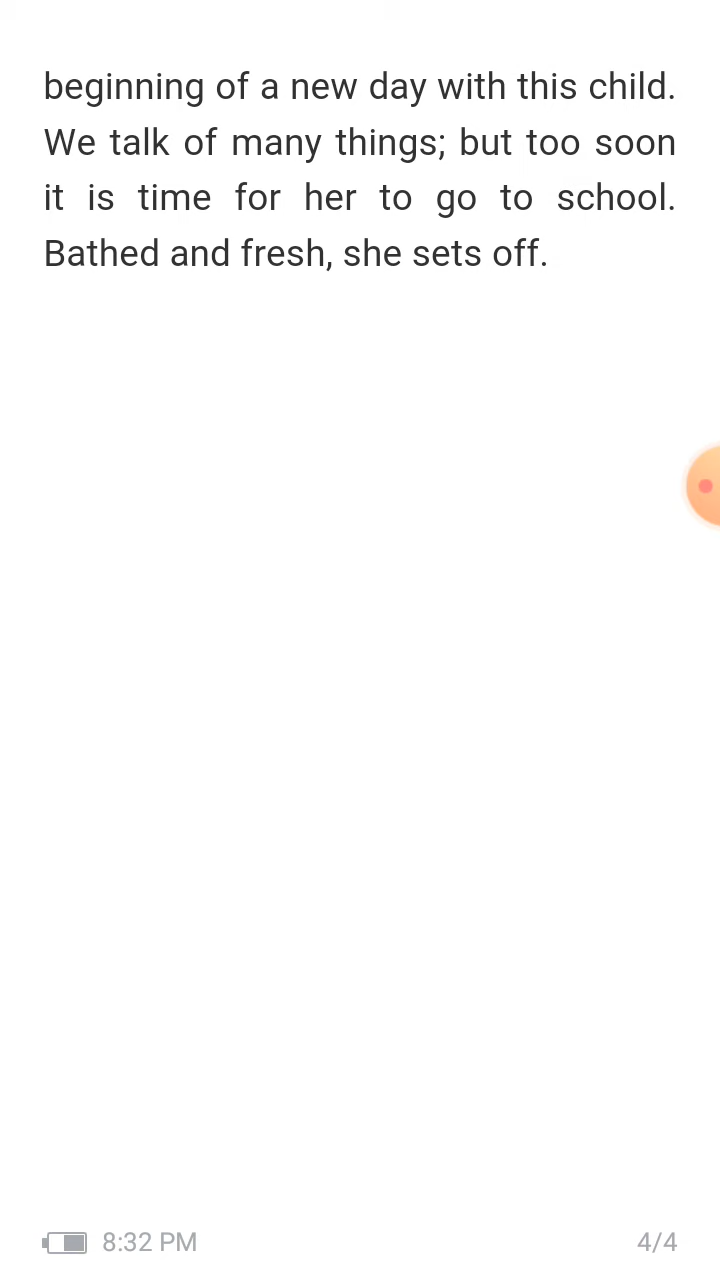 beginning of a new day with this child.
We talk of many things; but too soon
it is time for her to go to school.
Bathed and fresh, she sets off.
8:32 PM
4/4